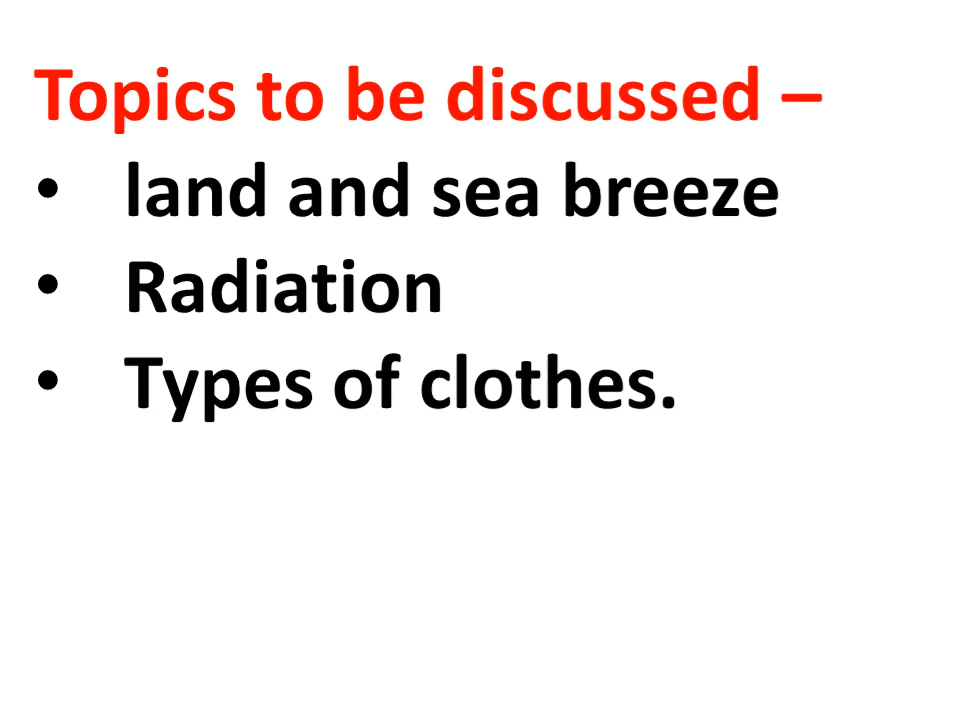 Topics to be discussed –
• land and sea breeze
• Radiation
• Types of clothes.